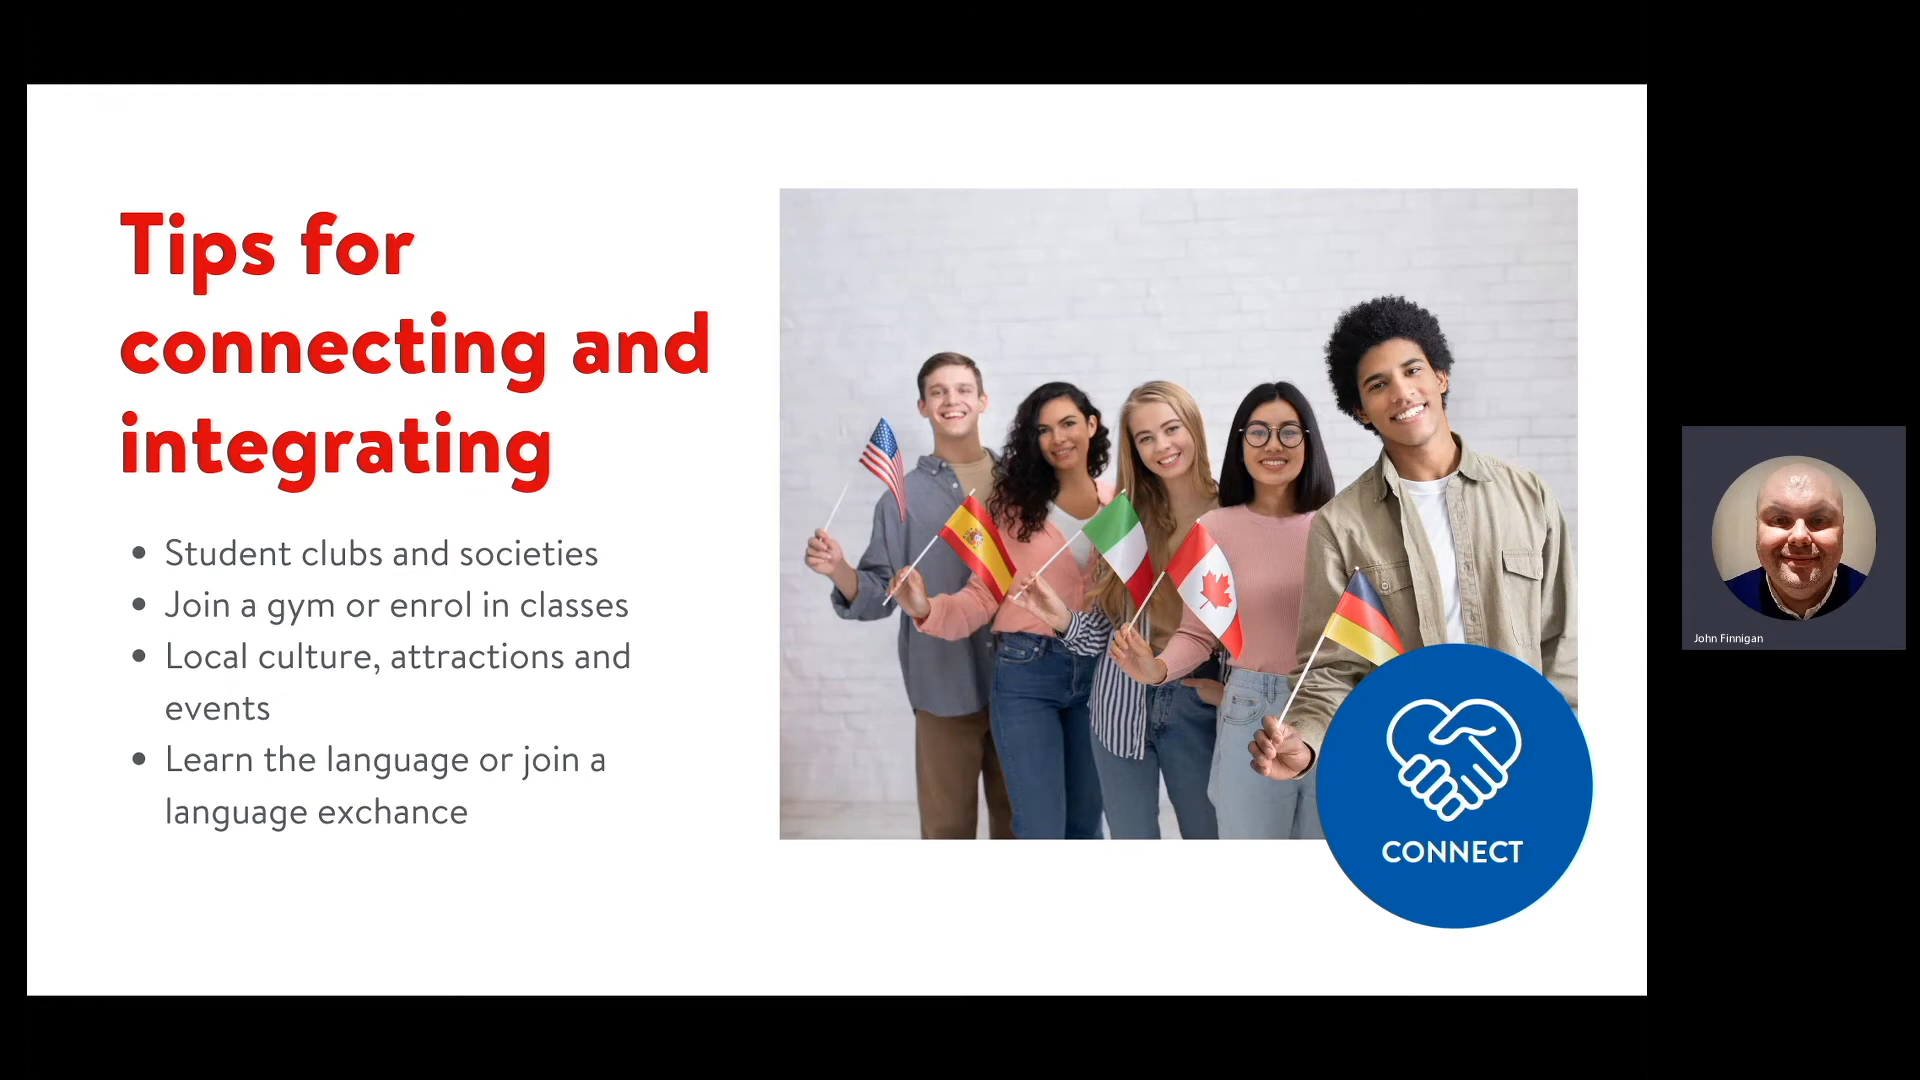 Tips for
connecting and
integrating
• Student clubs and societies
• Join a gym or enrol in classes
• Local culture, attractions and
events
• Learn the language or join a
language exchance
CONNECT
John Finnigan